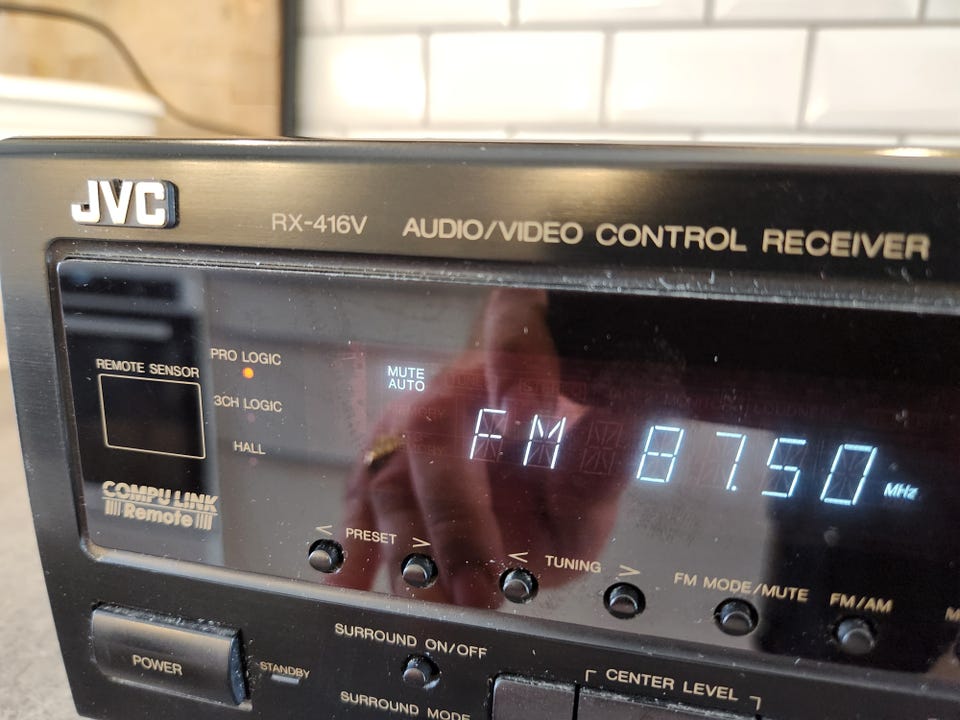 JVC
RX-416V AUDIO/VIDEO CONTROL RECEIVER
REMOTE SENSOR
PRO LOGIC
3CH LOGIC
HALL
MUTE
AUTO
FM 87.50 MHz
COMPU LINK
Remote
< PRESET >
< TUNING >
FM MODE/MUTE
FM/AM
POWER
STANDBY
SURROUND ON/OFF
SURROUND MODE
CENTER LEVEL